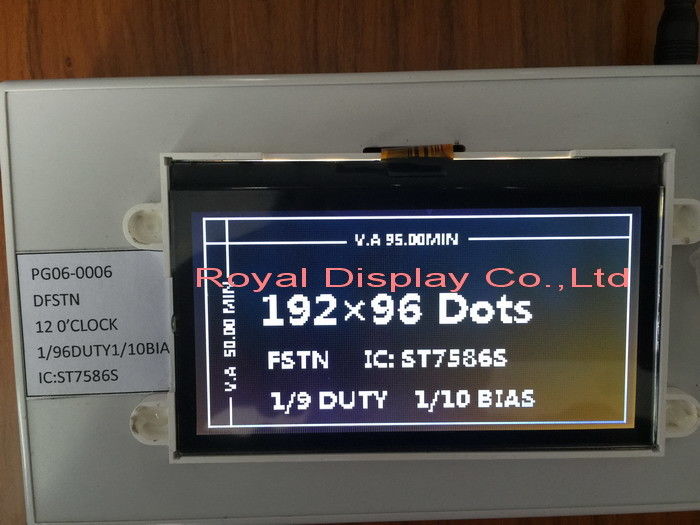 PG06-0006
DFSTN
12 0'CLOCK
1/96DUTY1/10BIA
IC:ST7586S
V.A 95.00MIN
V.A 50.00 MIN
Royal Display Co.,Ltd
192×96 Dots
FSTN IC: ST7586S
1/9 DUTY 1/10 BIAS